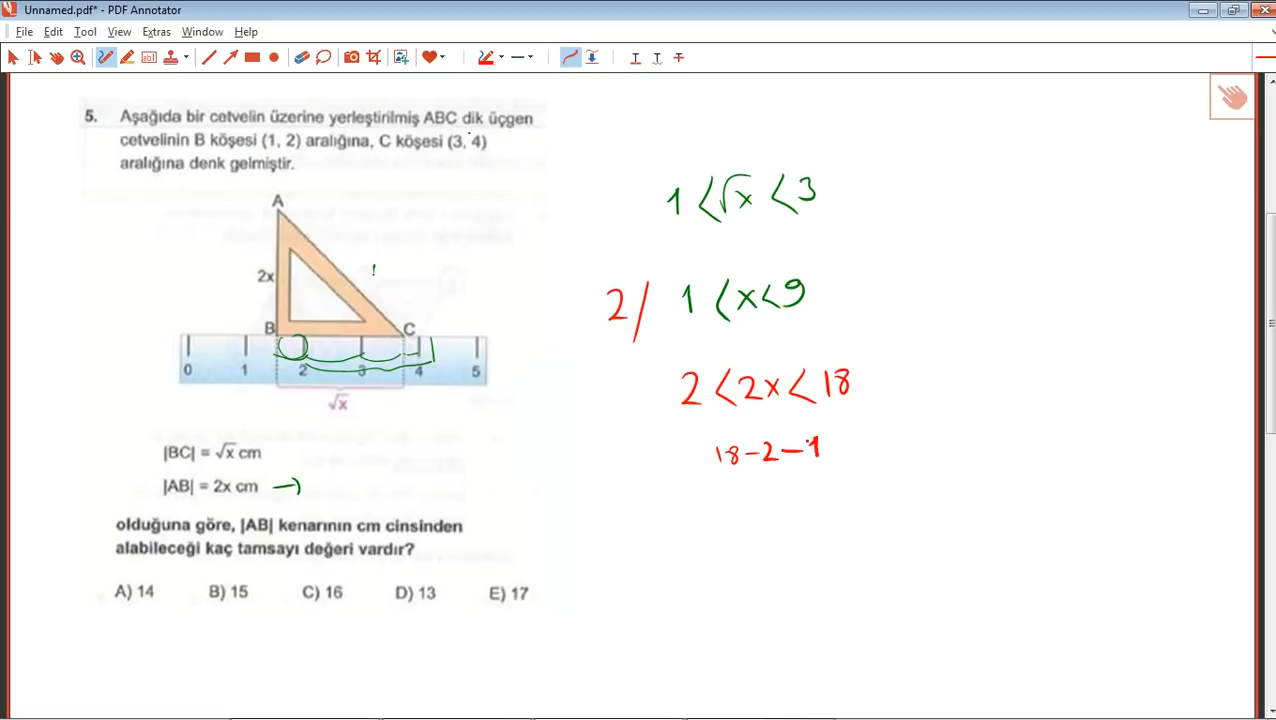 Unnamed.pdf* - PDF Annotator
File Edit Tool View Extras Window Help
5. Aşağıda bir cetvelin üzerine yerleştirilmiş ABC dik üçgen
cetvelinin B köşesi (1, 2) aralığına, C köşesi (3, 4)
aralığına denk gelmiştir.
A
2x
B
C
0 1 2 3 4 5
√x
|BC| = √x cm
|AB| = 2x cm →
olduğuna göre, |AB| kenarının cm cinsinden
alabileceği kaç tamsayı değeri vardır?
A) 14 B) 15 C) 16 D) 13 E) 17
1 < √x < 3
2/ 1 < x < 9
2 < 2x < 18
18-2-1